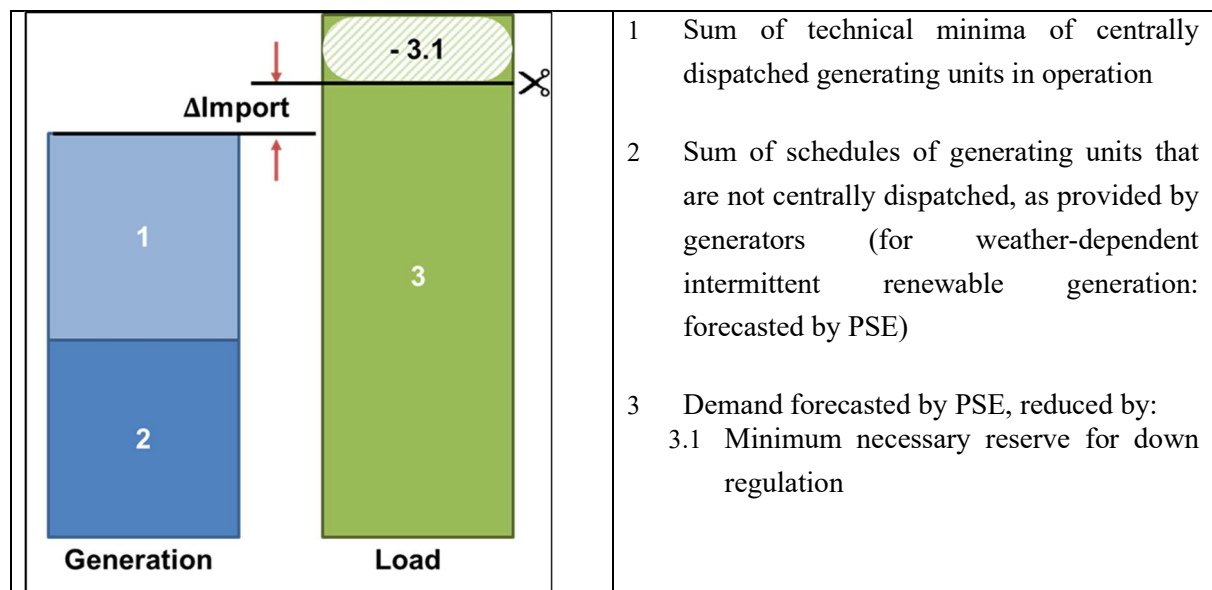 - 3.1
ΔImport
1
3
2
Generation
Load
1 Sum of technical minima of centrally
dispatched generating units in operation
2 Sum of schedules of generating units that
are not centrally dispatched, as provided by
generators (for weather-dependent
intermittent renewable generation:
forecasted by PSE)
3 Demand forecasted by PSE, reduced by:
3.1 Minimum necessary reserve for down
regulation